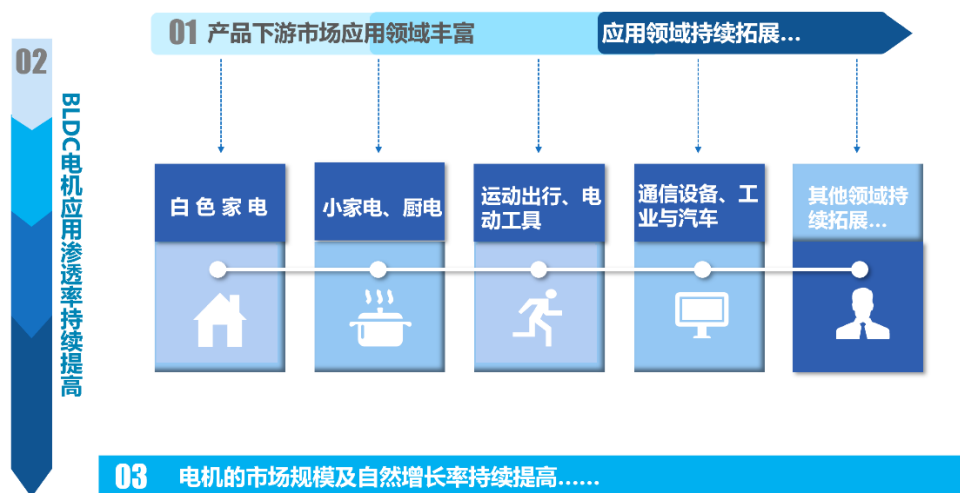 01 产品下游市场应用领域丰富 应用领域持续拓展...
02
BLDC电机应用渗透率持续提高
白色家电
小家电、厨电
运动出行、电
动工具
通信设备、工
业与汽车
其他领域持
续拓展...
03 电机的市场规模及自然增长率持续提高......